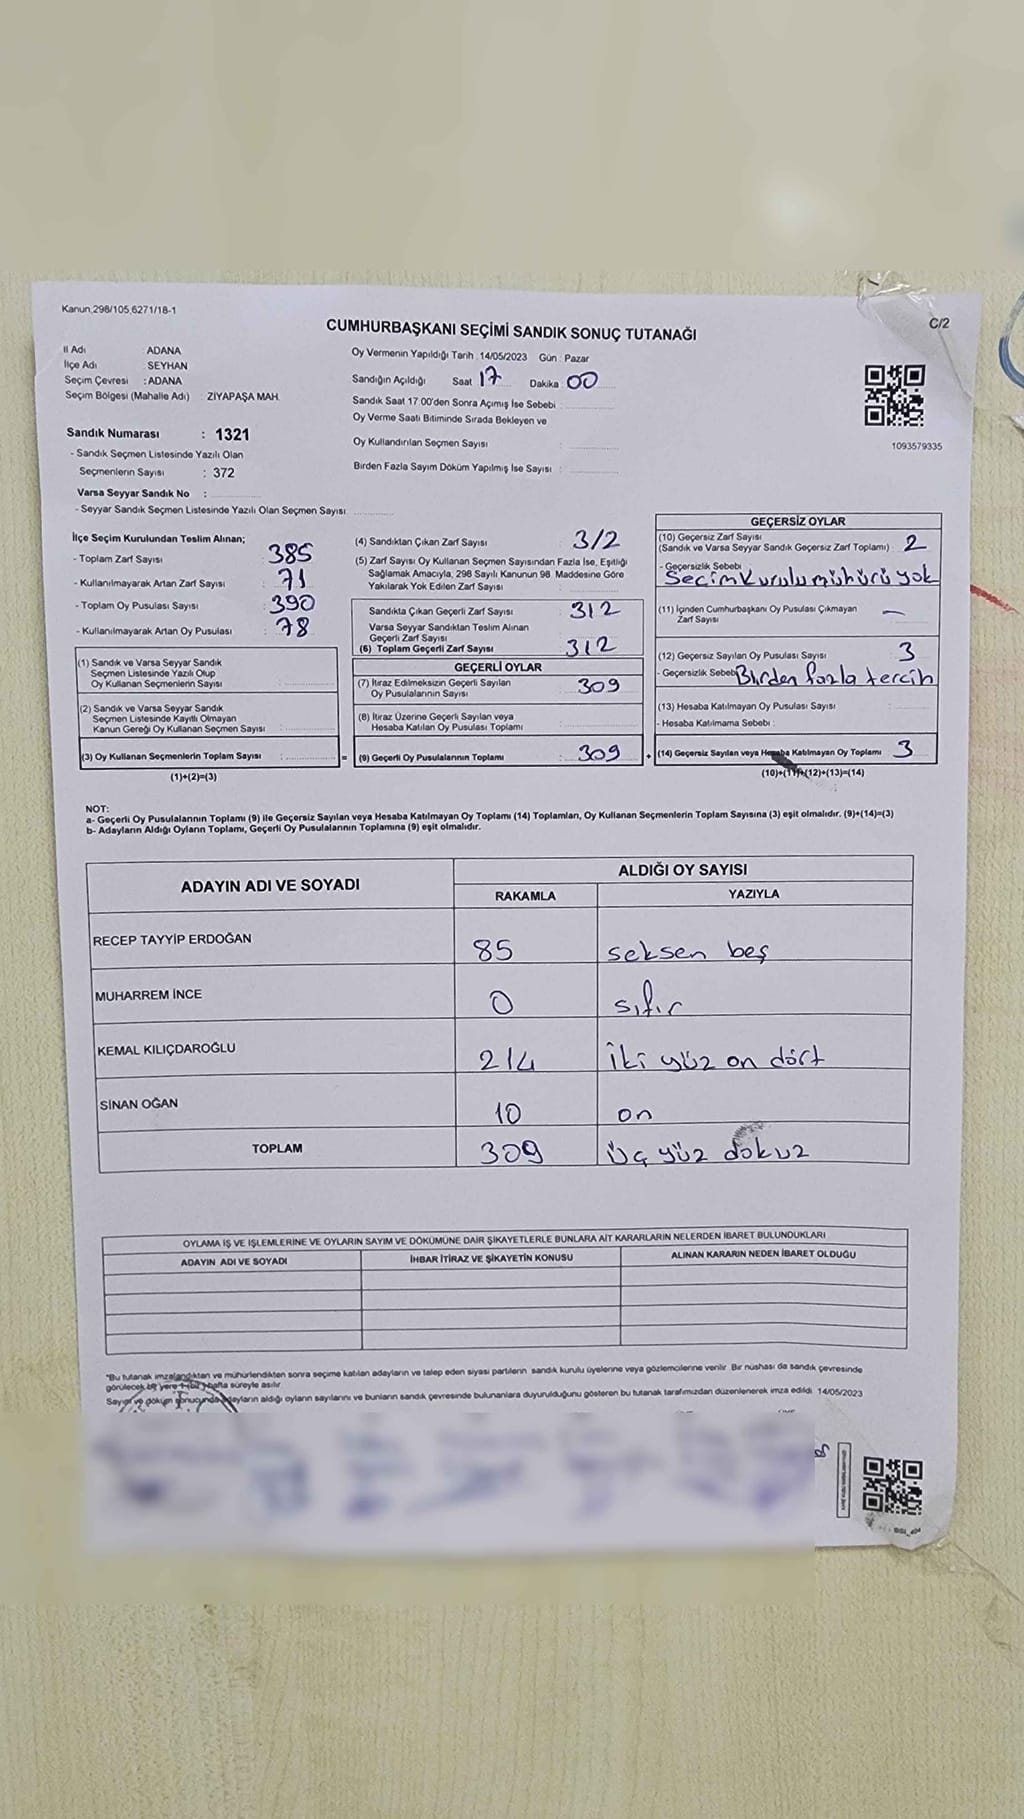 Kanun,298/105,6271/18-1
C/2
CUMHURBAŞKANI SEÇİMİ SANDIK SONUÇ TUTANAĞI
İl Adı : ADANA
İlçe Adı : SEYHAN
Seçim Çevresi : ADANA
Seçim Bölgesi (Mahalle Adı) : ZİYAPAŞA MAH.
Sandık Numarası : 1321
- Sandık Seçmen Listesinde Yazılı Olan
Seçmenlerin Sayısı : 372
Varsa Seyyar Sandık No :
- Seyyar Sandık Seçmen Listesinde Yazılı Olan Seçmen Sayısı
Oy Vermenin Yapıldığı Tarih : 14/05/2023 Gün : Pazar
Sandığın Açıldığı Saat 17 Dakika : 00
Sandık Saat 17:00'den Sonra Açımış İse Sebebi :
Oy Verme Saati Bitiminde Sırada Bekleyen ve
Oy Kullandırılan Seçmen Sayısı :
Birden Fazla Sayım Döküm Yapılmış İse Sayısı :
1093579335
İlçe Seçim Kurulundan Teslim Alınan;
- Toplam Zarf Sayısı : 385
- Kullanılmayarak Artan Zarf Sayısı : 71
- Toplam Oy Pusulası Sayısı : 390
- Kullanılmayarak Artan Oy Pusulası : 78
(1) Sandık ve Varsa Seyyar Sandık
Seçmen Listesinde Yazılı Olup
Oy Kullanan Seçmenlerin Sayısı :
(2) Sandık ve Varsa Seyyar Sandık
Seçmen Listesinde Kayıtlı Olmayan
Kanun Gereği Oy Kullanan Seçmen Sayısı :
(3) Oy Kullanan Seçmenlerin Toplam Sayısı : =
(1)+(2)=(3)
(4) Sandıktan Çıkan Zarf Sayısı : 312
(5) Zarf Sayısı Oy Kullanan Seçmen Sayısından Fazla İse, Eşitliği
Sağlamak Amacıyla, 298 Sayılı Kanunun 98. Maddesine Göre
Yakılarak Yok Edilen Zarf Sayısı
Sandıkta Çıkan Geçerli Zarf Sayısı : 312
Varsa Seyyar Sandıktan Teslim Alınan
Geçerli Zarf Sayısı
(6) Toplam Geçerli Zarf Sayısı : 312
GEÇERLİ OYLAR
(7) İtiraz Edilmeksizin Geçerli Sayılan
Oy Pusulalarının Sayısı : 309
(8) İtiraz Üzerine Geçerli Sayılan veya
Hesaba Katılan Oy Pusulası Toplamı :
(9) Geçerli Oy Pusulalarının Toplamı : 309 +
GEÇERSİZ OYLAR
(10) Geçersiz Zarf Sayısı
(Sandık ve Varsa Seyyar Sandık Geçersiz Zarf Toplamı) : 2
- Geçersizlik Sebebi
Seçim Kurulu mühürü yok
(11) İçinden Cumhurbaşkanı Oy Pusulası Çıkmayan
Zarf Sayısı : —
(12) Geçersiz Sayılan Oy Pusulası Sayısı : 3
- Geçersizlik Sebebi Birden fazla tercih
(13) Hesaba Katılmayan Oy Pusulası Sayısı :
- Hesaba Katılmama Sebebi :
(14) Geçersiz Sayılan veya Hesaba Katılmayan Oy Toplamı : 3
(10)+(11)+(12)+(13)=(14)
NOT:
a- Geçerli Oy Pusulalarının Toplamı (9) ile Geçersiz Sayılan veya Hesaba Katılmayan Oy Toplamı (14) Toplamları, Oy Kullanan Seçmenlerin Toplam Sayısına (3) eşit olmalıdır. (9)+(14)=(3)
b- Adayların Aldığı Oyların Toplamı, Geçerli Oy Pusulalarının Toplamına (9) eşit olmalıdır.
ADAYIN ADI VE SOYADI
ALDIĞI OY SAYISI
RAKAMLA YAZIYLA
RECEP TAYYİP ERDOĞAN 85 seksen beş
MUHARREM İNCE 0 sıfır
KEMAL KILIÇDAROĞLU 214 İki yüz on dört
SİNAN OĞAN 10 on
TOPLAM 309 üç yüz dokuz
OYLAMA İŞ VE İŞLEMLERİNE VE OYLARIN SAYIM VE DÖKÜMÜNE DAİR ŞİKAYETLERLE BUNLARA AİT KARARLARIN NELERDEN İBARET BULUNDUKLARI
ADAYIN ADI VE SOYADI İHBAR İTİRAZ VE ŞİKAYETİN KONUSU ALINAN KARARIN NEDEN İBARET OLDUĞU
*Bu tutanak imzalandıktan ve mühürlendikten sonra seçime katılan adayların ve talep eden siyasi partilerin sandık kurulu üyelerine veya gözlemcilerine verilir. Bir nüshası da sandık çevresinde
görülecek bir yere 1 (bir) hafta süreyle asılır.
Sayım ve döküm sonucunda adayların aldığı oyların sayılarını ve bunların sandık çevresinde bulunanlara duyurulduğunu gösteren bu tutanak tarafımızdan düzenlenerek imza edildi. 14/05/2023